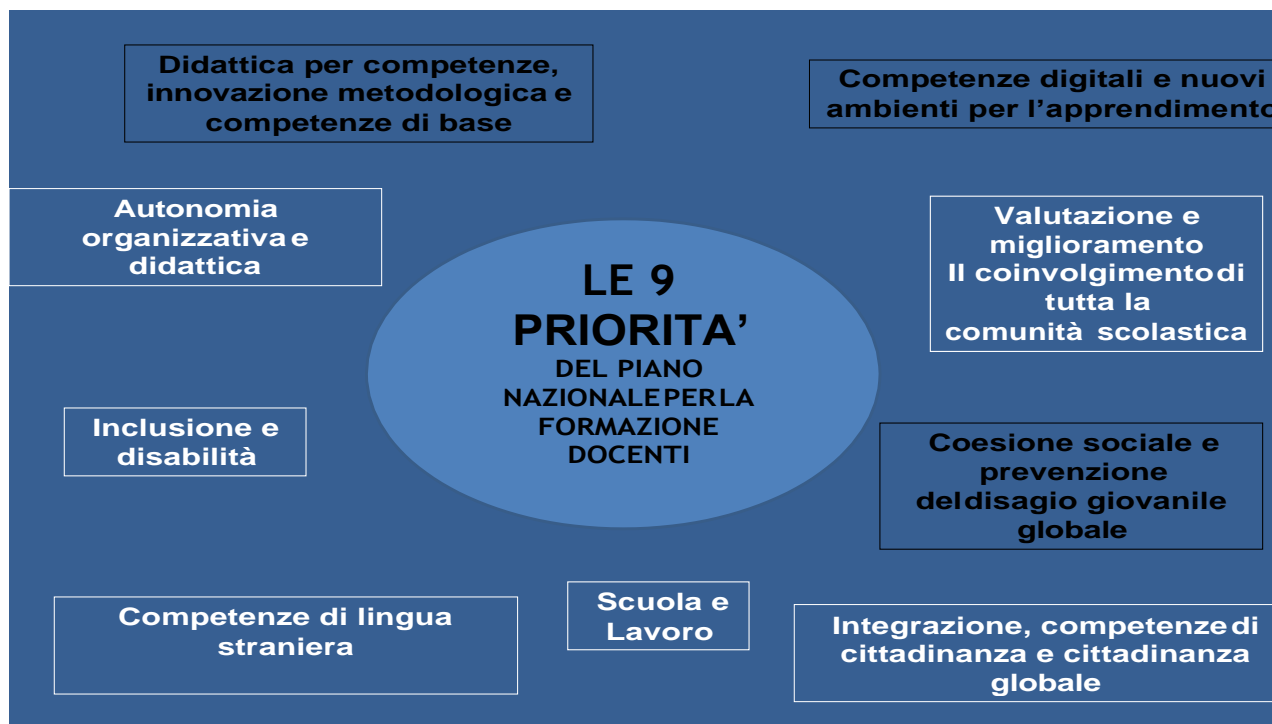 Didattica per competenze,
innovazione metodologica e
competenze di base
Competenze digitali e nuovi
ambienti per l’apprendimento
Autonomia
organizzativa e
didattica
Valutazione e
miglioramento
Il coinvolgimento di
tutta la
comunità scolastica
LE 9
PRIORITA’
DEL PIANO
NAZIONALE PER LA
FORMAZIONE
DOCENTI
Inclusione e
disabilità
Coesione sociale e
prevenzione
del disagio giovanile
globale
Competenze di lingua
straniera
Scuola e
Lavoro
Integrazione, competenze di
cittadinanza e cittadinanza
globale